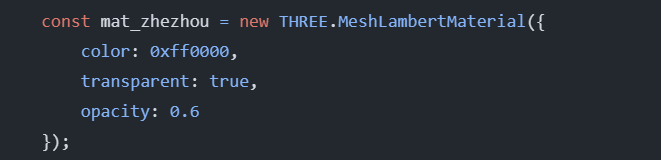 const mat_zhezhou = new THREE.MeshLambertMaterial({
    color: 0xff0000,
    transparent: true,
    opacity: 0.6
});